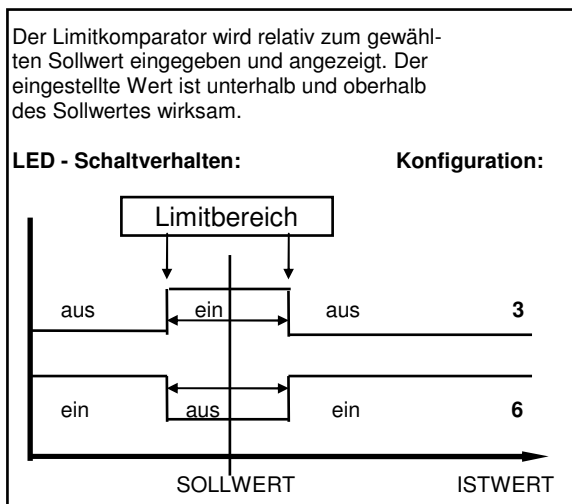 Der Limitkomparator wird relativ zum gewähl-
ten Sollwert eingegeben und angezeigt. Der
eingestellte Wert ist unterhalb und oberhalb
des Sollwertes wirksam.
LED - Schaltverhalten: Konfiguration:
Limitbereich
aus ein aus 3
ein aus ein 6
SOLLWERT ISTWERT